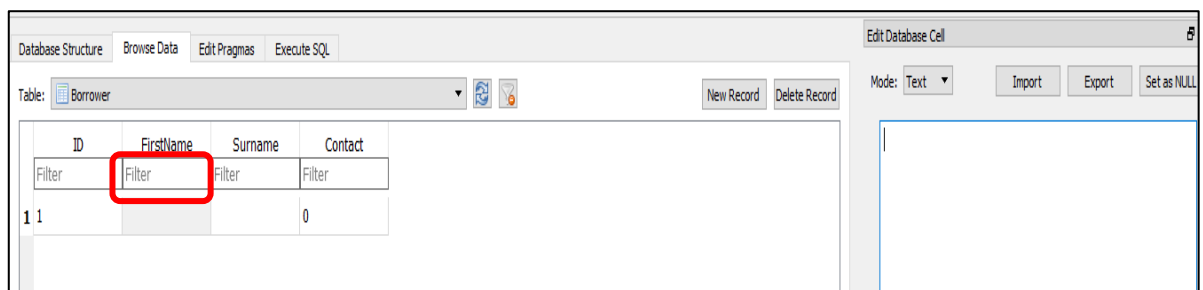 Database Structure Browse Data Edit Pragmas Execute SQL
Edit Database Cell
Table: Borrower
New Record Delete Record
Mode: Text Import Export Set as NULL
ID FirstName Surname Contact
Filter Filter Filter Filter
1 1 0